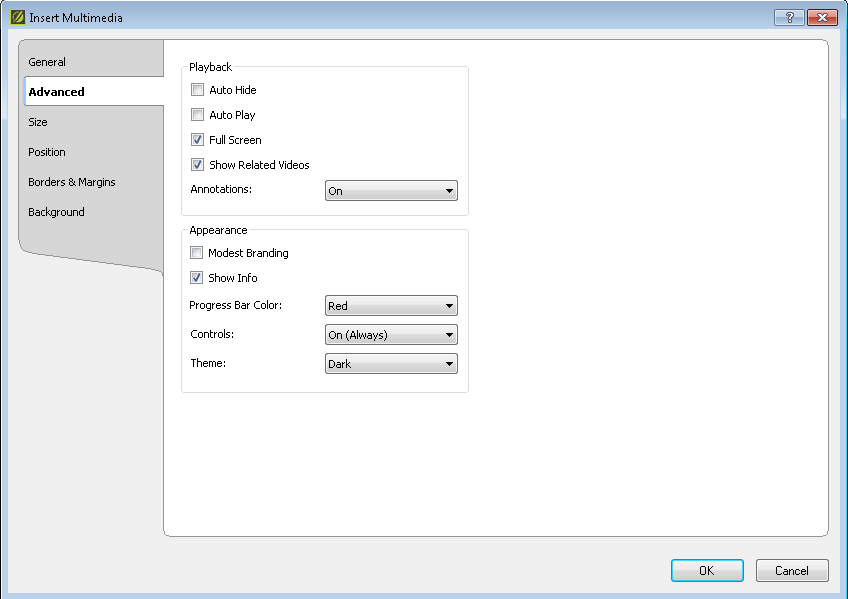 Insert Multimedia
?
General
Advanced
Size
Position
Borders & Margins
Background
Playback
Auto Hide
Auto Play
Full Screen
Show Related Videos
Annotations: On
Appearance
Modest Branding
Show Info
Progress Bar Color: Red
Controls: On (Always)
Theme: Dark
OK Cancel